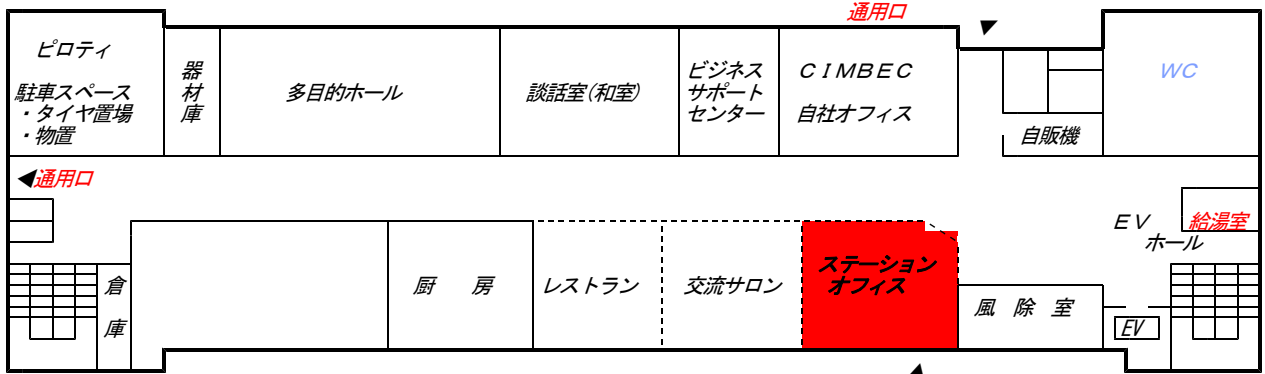 通用口
ピロティ
駐車スペース
・タイヤ置場
・物置
器
材
庫
多目的ホール
談話室(和室)
ビジネス
サポート
センター
ＣＩＭＢＥＣ
自社オフィス
自販機
WC
通用口
倉
庫
厨　房
レストラン
交流サロン
ステーション
オフィス
風 除 室
ＥＶ
ホール
給湯室
EV